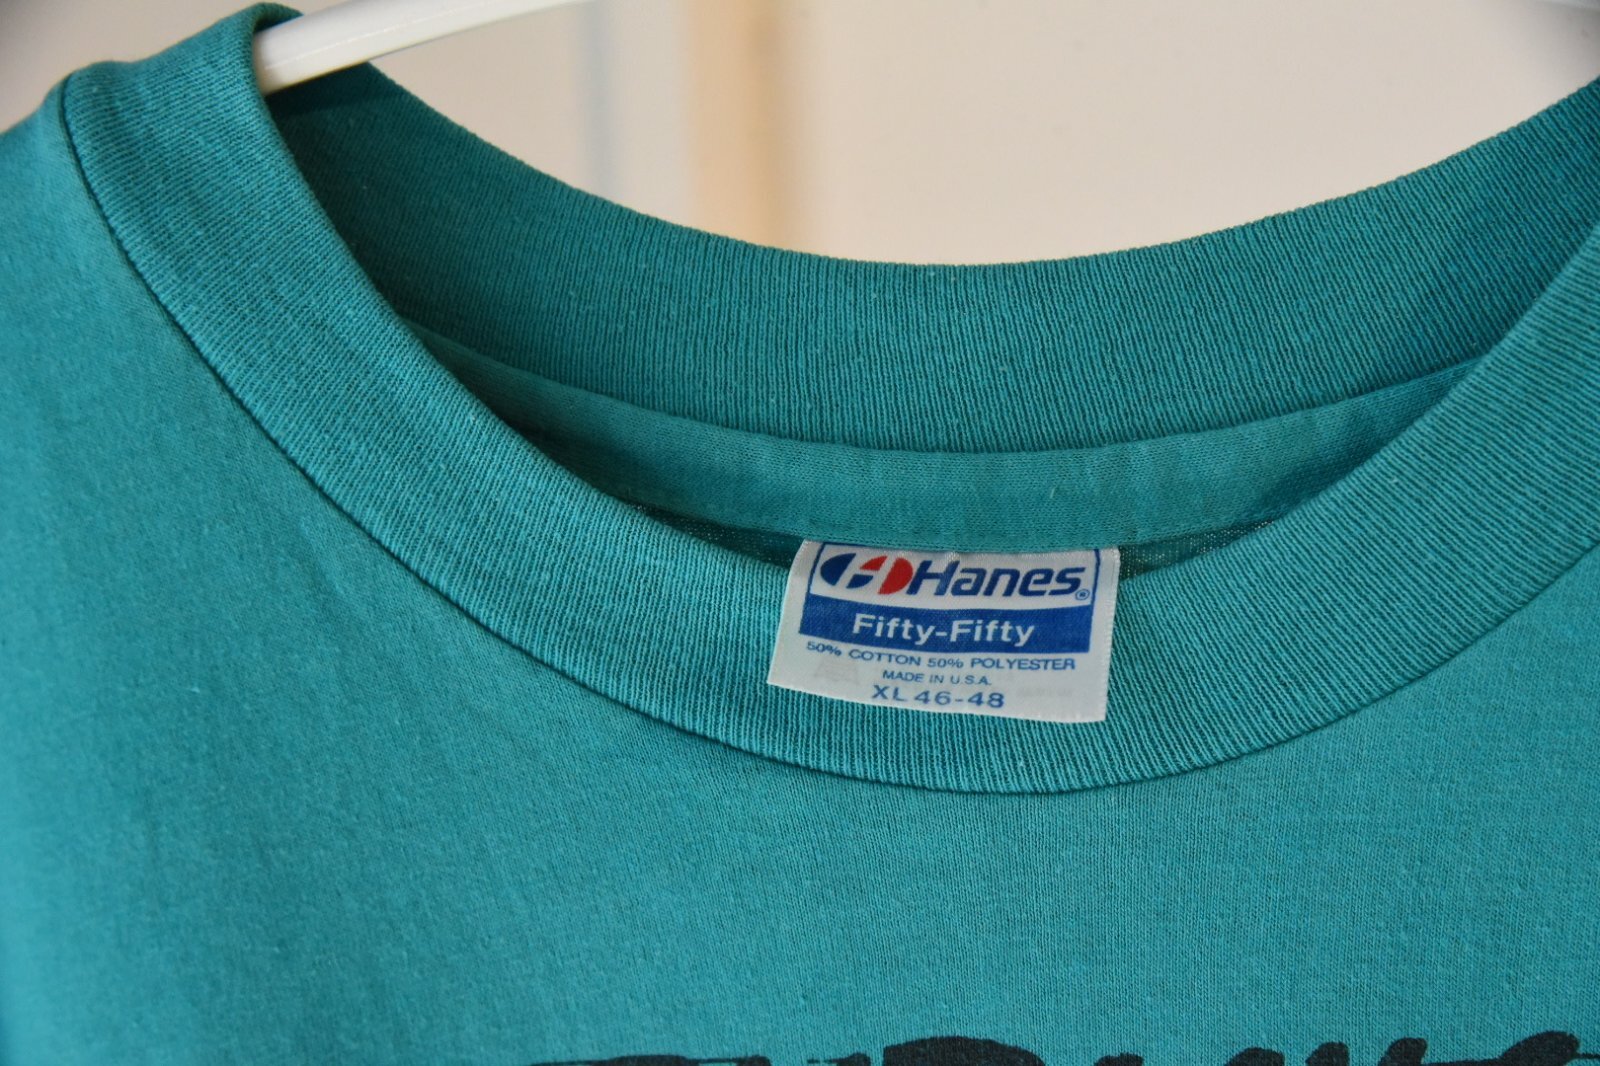 Hanes®
Fifty-Fifty
50% COTTON 50% POLYESTER
MADE IN U.S.A.
XL 46-48